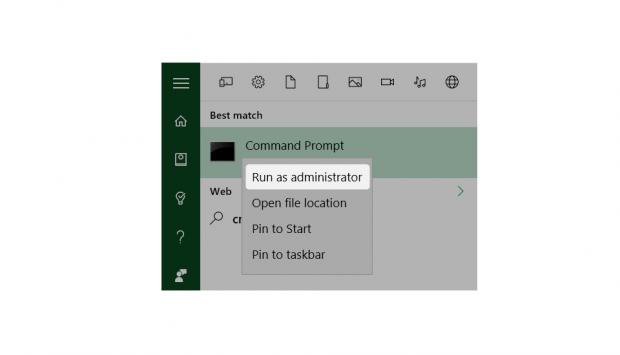 Best match
Command Prompt
Run as administrator
Web
Open file location
cr
Pin to Start
Pin to taskbar